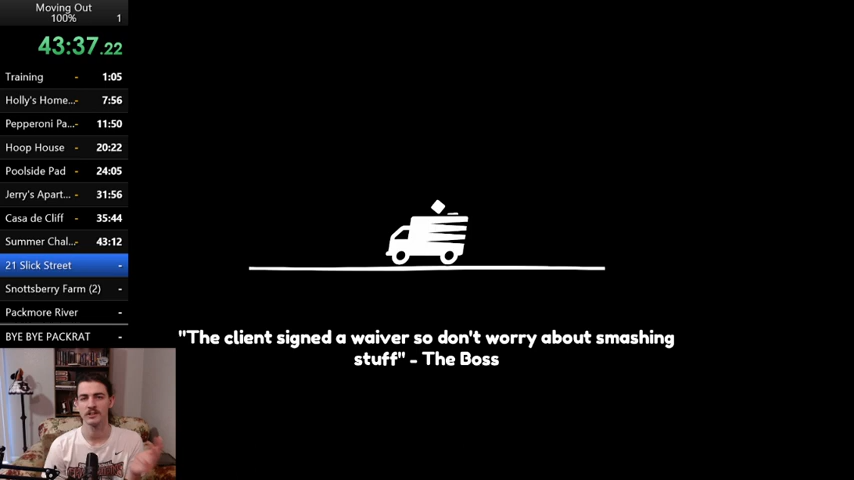 Moving Out
100% 1
43:37.22
Training - 1:05
Holly's Home... - 7:56
Pepperoni Pa... - 11:50
Hoop House - 20:22
Poolside Pad - 24:05
Jerry's Apart... - 31:56
Casa de Cliff - 35:44
Summer Chal... - 43:12
21 Slick Street -
Snottsberry Farm (2) -
Packmore River -
BYE BYE PACKRAT -
"The client signed a waiver so don't worry about smashing
stuff" - The Boss